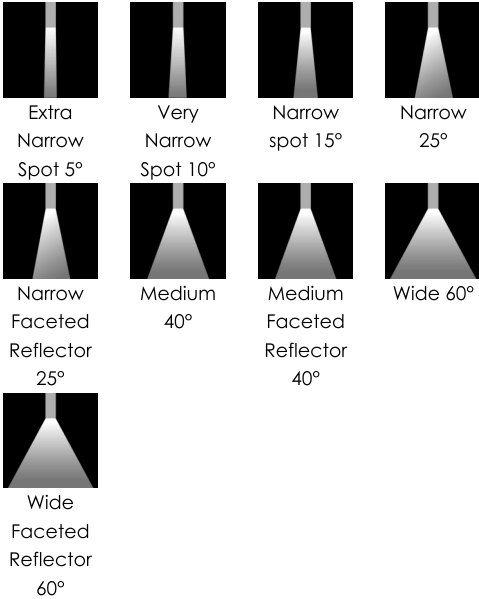 Extra
Narrow
Spot 5°
Very
Narrow
Spot 10°
Narrow
spot 15°
Narrow
25°
Narrow
Faceted
Reflector
25°
Medium
40°
Medium
Faceted
Reflector
40°
Wide 60°
Wide
Faceted
Reflector
60°